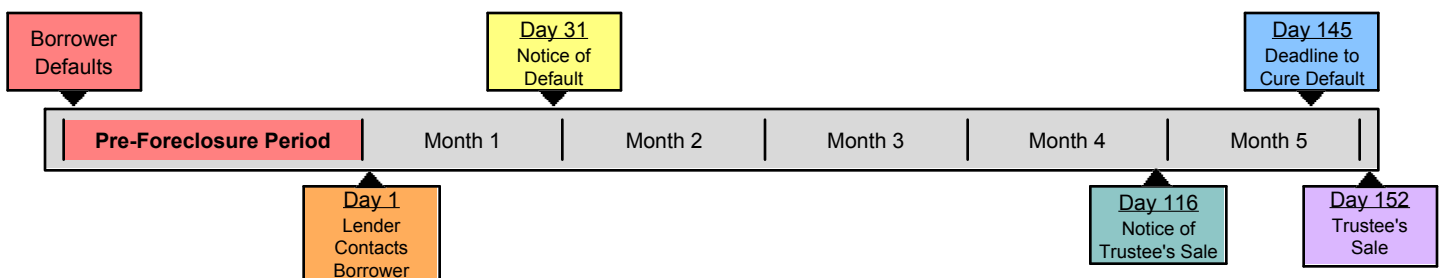 Borrower
Defaults
Day 31
Notice of
Default
Day 145
Deadline to
Cure Default
Pre-Foreclosure Period
Month 1
Month 2
Month 3
Month 4
Month 5
Day 1
Lender
Contacts
Borrower
Day 116
Notice of
Trustee's Sale
Day 152
Trustee's
Sale